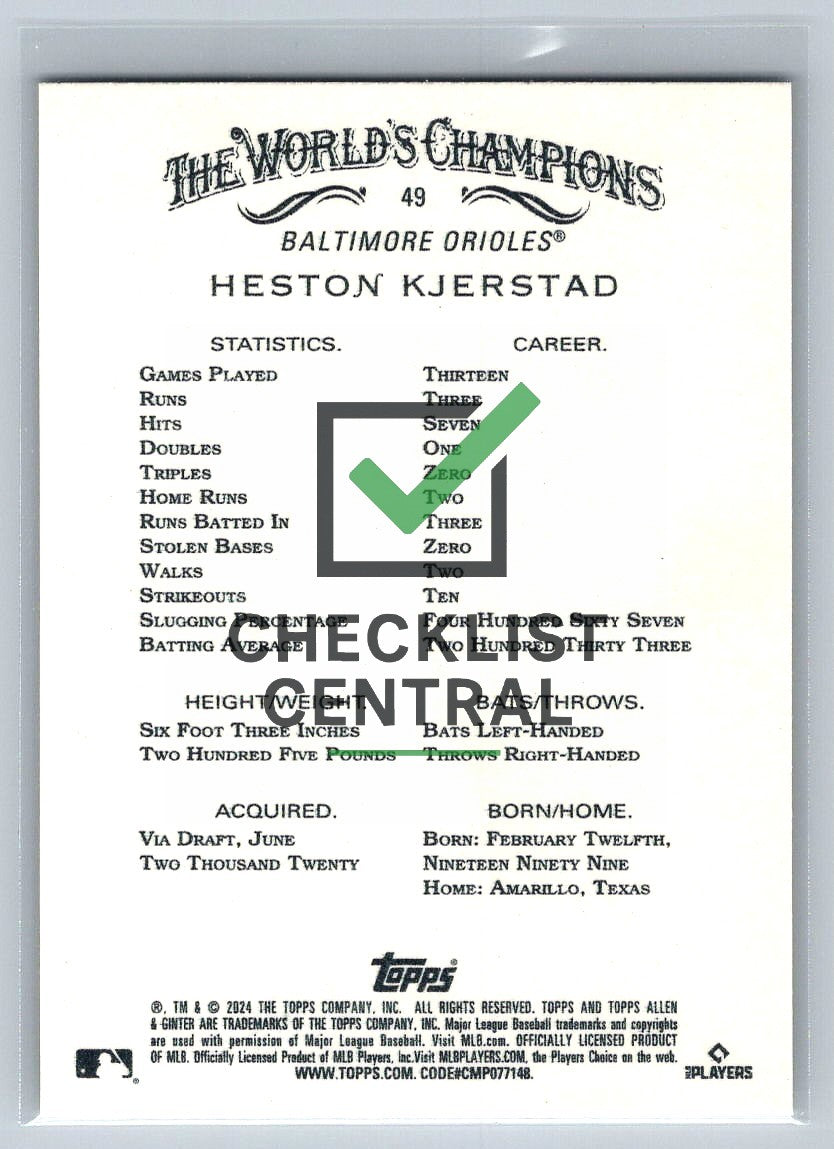 THE WORLD'S CHAMPIONS
49
BALTIMORE ORIOLES®
HESTON KJERSTAD
STATISTICS. CAREER.
GAMES PLAYED THIRTEEN
RUNS THREE
HITS SEVEN
DOUBLES ONE
TRIPLES ZERO
HOME RUNS TWO
RUNS BATTED IN THREE
STOLEN BASES ZERO
WALKS TWO
STRIKEOUTS TEN
SLUGGING PERCENTAGE FOUR HUNDRED SIXTY SEVEN
BATTING AVERAGE TWO HUNDRED THIRTY THREE
CHECKLIST
CENTRAL
HEIGHT/WEIGHT. BATS/THROWS.
SIX FOOT THREE INCHES BATS LEFT-HANDED
TWO HUNDRED FIVE POUNDS THROWS RIGHT-HANDED
ACQUIRED. BORN/HOME.
VIA DRAFT, JUNE BORN: FEBRUARY TWELFTH,
TWO THOUSAND TWENTY NINETEEN NINETY NINE
HOME: AMARILLO, TEXAS
Topps®
®, TM & © 2024 THE TOPPS COMPANY, INC. ALL RIGHTS RESERVED. TOPPS AND TOPPS ALLEN
& GINTER ARE TRADEMARKS OF THE TOPPS COMPANY, INC. Major League Baseball trademarks and copyrights
are used with permission of Major League Baseball. Visit MLB.com. OFFICIALLY LICENSED PRODUCT
OF MLB. Officially Licensed Product of MLB Players, Inc.Visit MLBPLAYERS.COM, the Players Choice on the web.
WWW.TOPPS.COM. CODE#CMP077148.
MLB PLAYERS